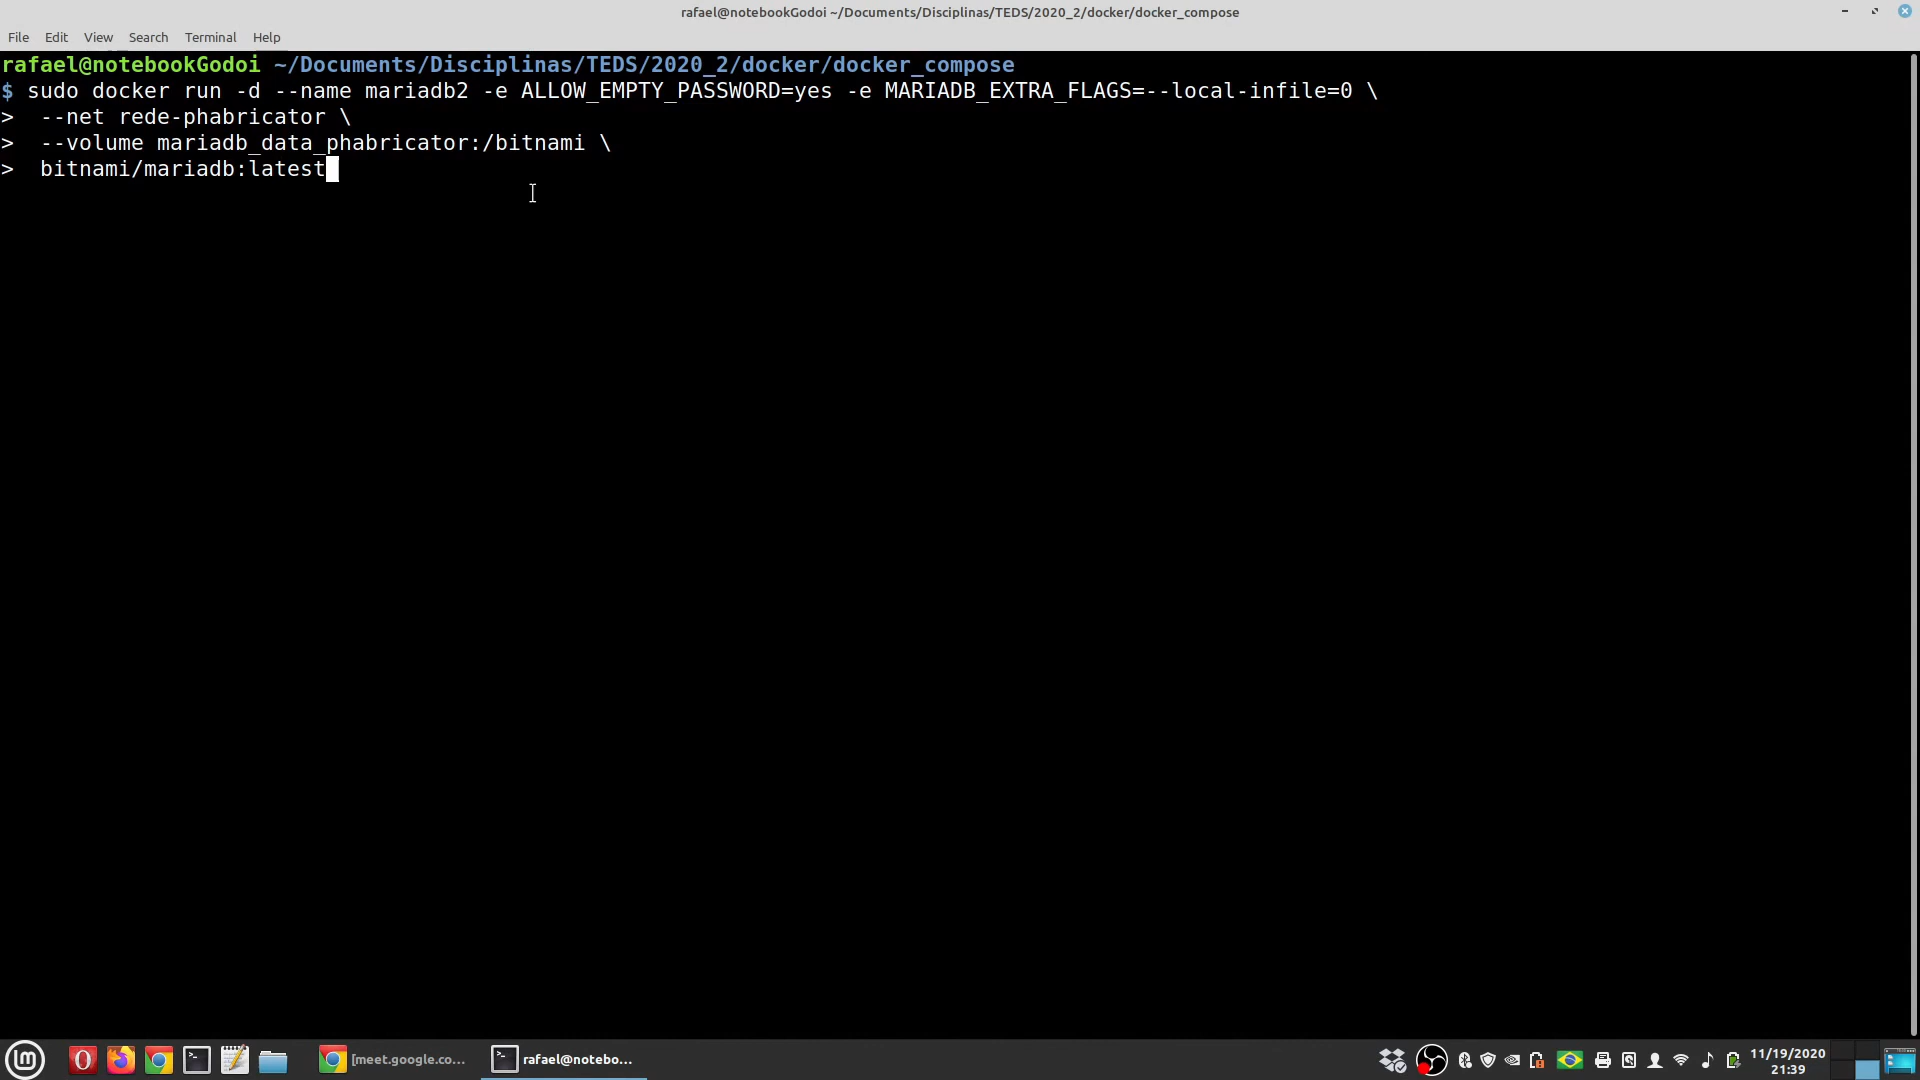 rafael@notebookGodoi ~/Documents/Disciplinas/TEDS/2020_2/docker/docker_compose
File Edit View Search Terminal Help
rafael@notebookGodoi ~/Documents/Disciplinas/TEDS/2020_2/docker/docker_compose
$ sudo docker run -d --name mariadb2 -e ALLOW_EMPTY_PASSWORD=yes -e MARIADB_EXTRA_FLAGS=--local-infile=0 \
>  --net rede-phabricator \
>  --volume mariadb_data_phabricator:/bitnami \
>  bitnami/mariadb:latest
[meet.google.co... rafael@notebo... 11/19/2020
21:39